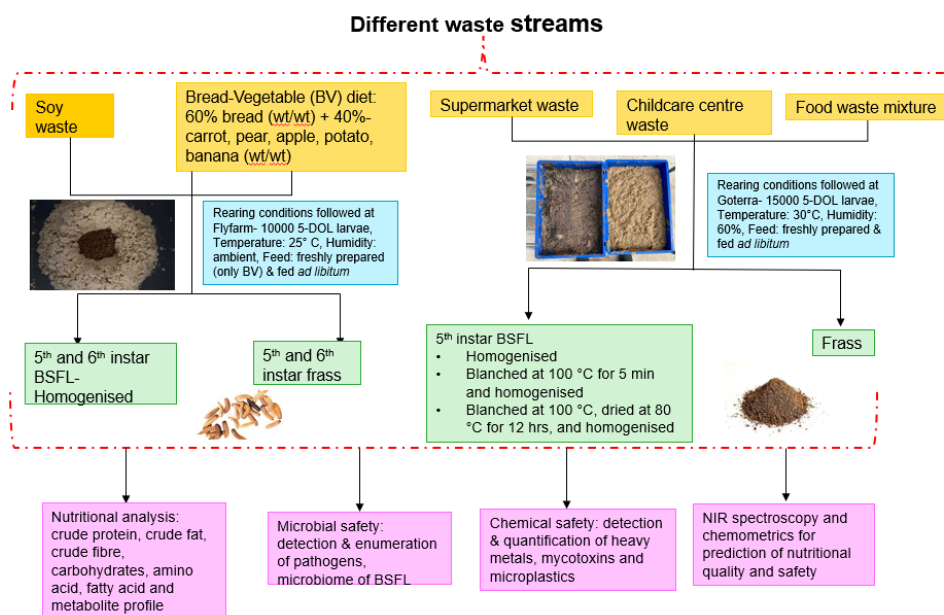 Different waste streams
Soy
waste
Bread-Vegetable (BV) diet:
60% bread (wt/wt) + 40%-
carrot, pear, apple, potato,
banana (wt/wt)
Supermarket waste
Childcare centre
waste
Food waste mixture
Rearing conditions followed at
Flyfarm- 10000 5-DOL larvae,
Temperature: 25° C, Humidity:
ambient, Feed: freshly prepared
(only BV) & fed ad libitum
Rearing conditions followed at
Goterra- 15000 5-DOL larvae,
Temperature: 30°C, Humidity:
60%, Feed: freshly prepared &
fed ad libitum
5th and 6th instar
BSFL-
Homogenised
5th and 6th
instar frass
5th instar BSFL
• Homogenised
• Blanched at 100 °C for 5 min
and homogenised
• Blanched at 100 °C, dried at 80
°C for 12 hrs, and homogenised
Frass
Nutritional analysis:
crude protein, crude fat,
crude fibre,
carbohydrates, amino
acid, fatty acid and
metabolite profile
Microbial safety:
detection & enumeration
of pathogens,
microbiome of BSFL
Chemical safety: detection
& quantification of heavy
metals, mycotoxins and
microplastics
NIR spectroscopy and
chemometrics for
prediction of nutritional
quality and safety